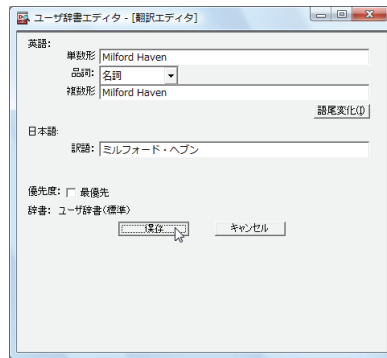 ユーザ辞書エディタ - [翻訳エディタ]
英語:
単数形 Milford Haven
品詞: 名詞
複数形 Milford Haven
語尾変化(I)
日本語:
訳語: ミルフォード・ヘブン
優先度: 最優先
辞書: ユーザ辞書(標準)
保存 キャンセル